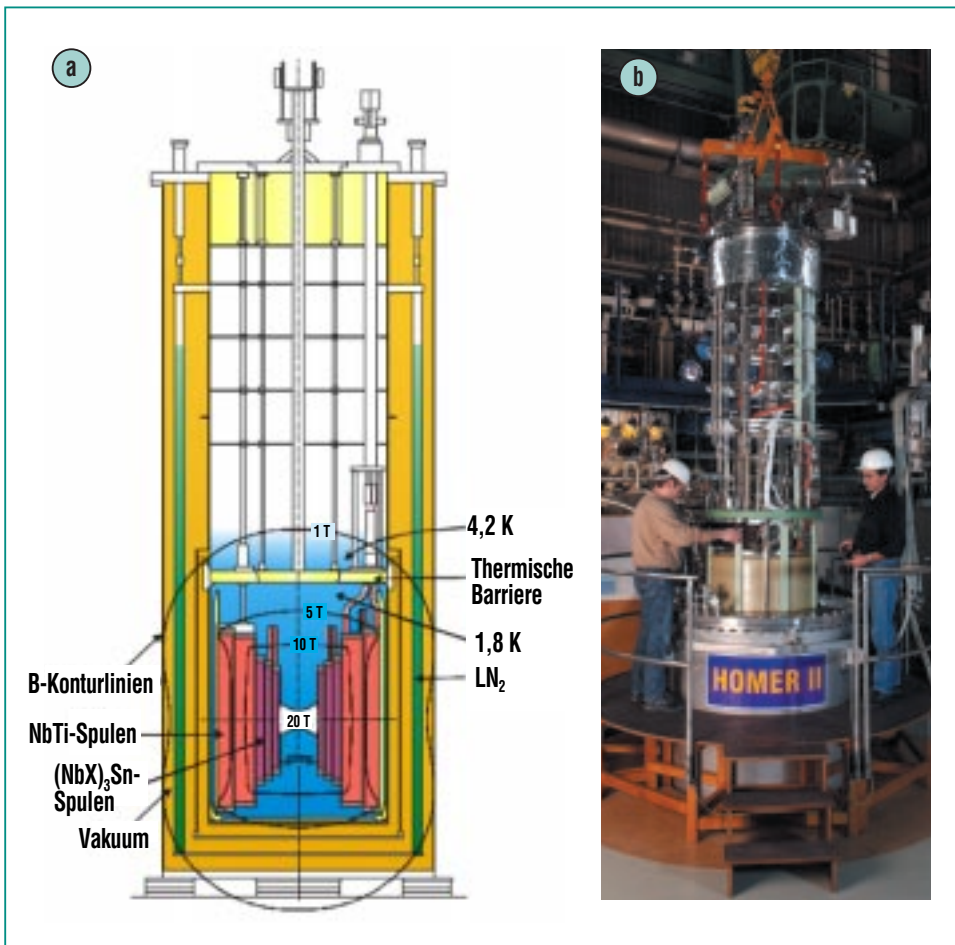 a
b
1 T
4,2 K
Thermische
Barriere
5 T
1,8 K
10 T
LN₂
B-Konturlinien
20 T
NbTi-Spulen
(NbX)₃Sn-
Spulen
Vakuum
HOMER II